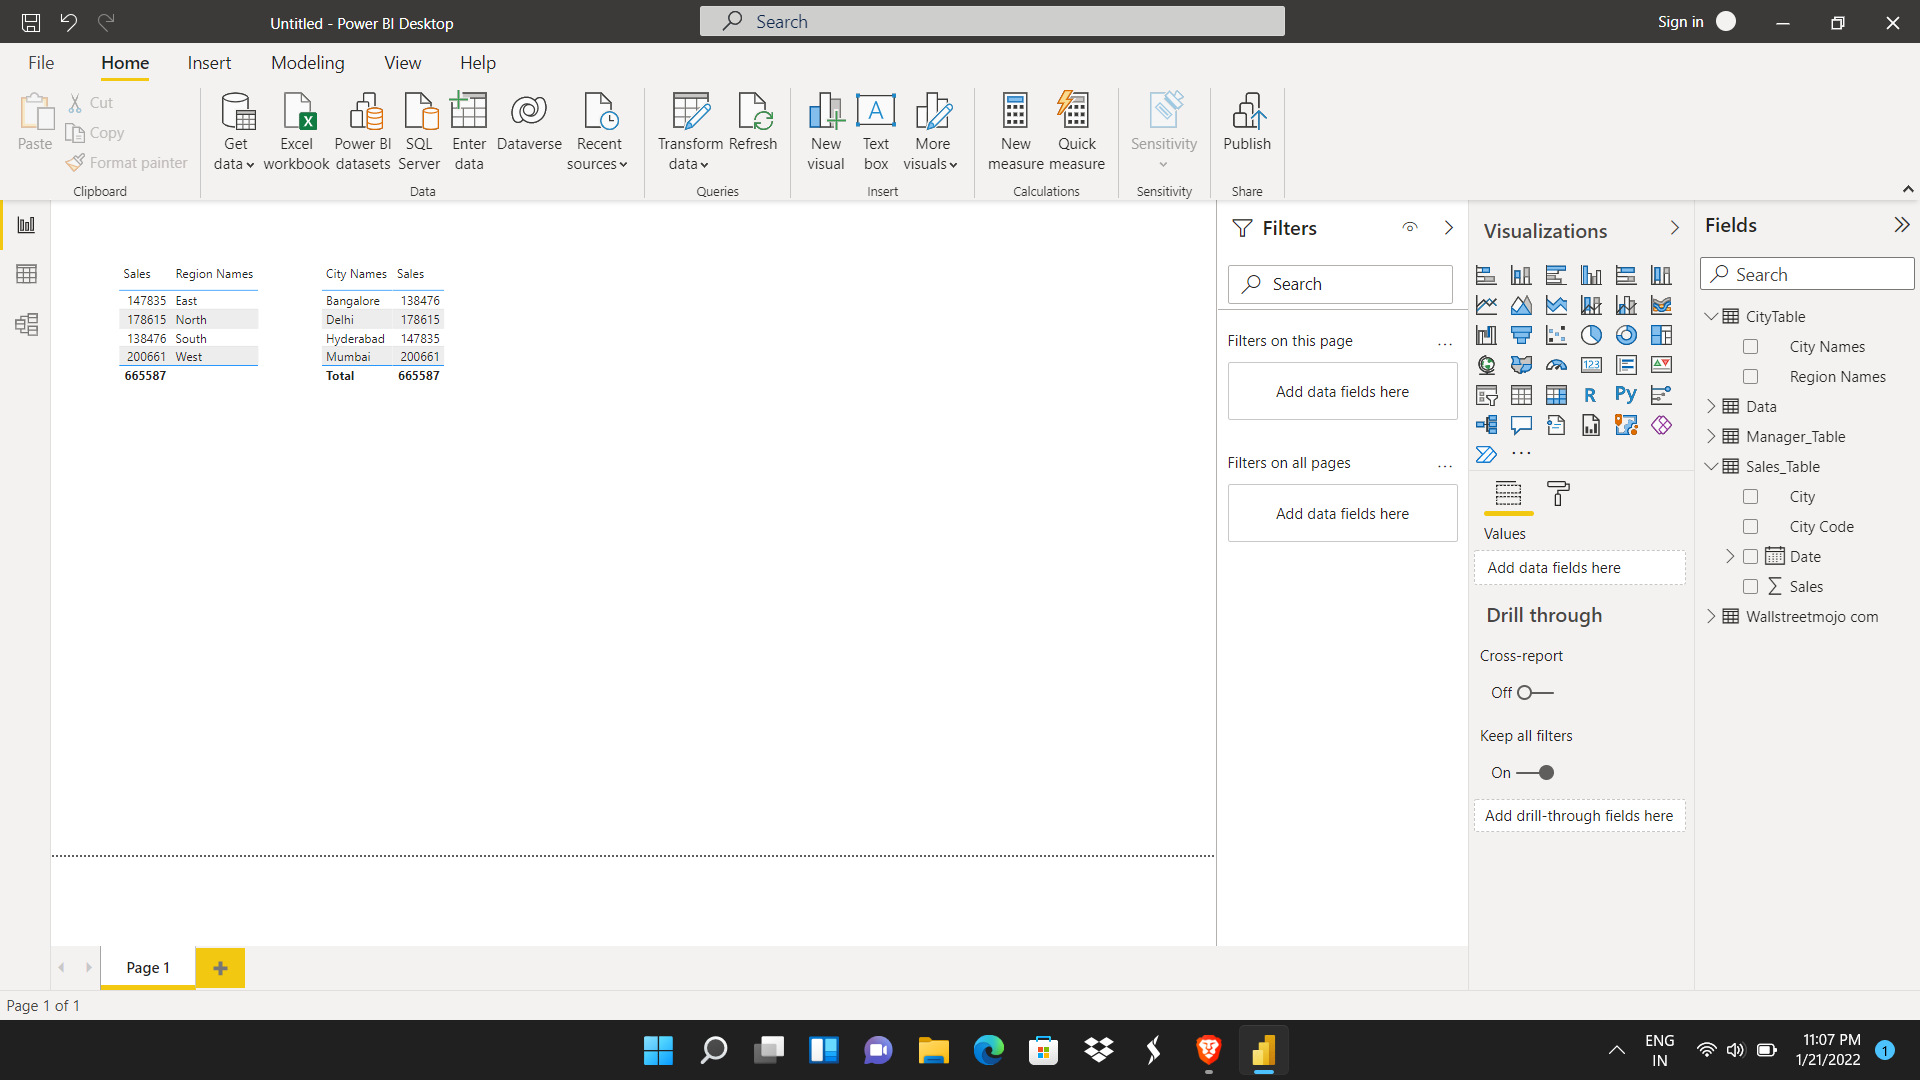 Untitled - Power BI Desktop
Search
Sign in
File Home Insert Modeling View Help
Paste
Cut
Copy
Format painter
Clipboard
Get data
Excel workbook
Power BI datasets
SQL Server
Enter data
Dataverse
Recent sources
Data
Transform data
Refresh
Queries
New visual
Text box
More visuals
Insert
New measure
Quick measure
Calculations
Sensitivity
Sensitivity
Publish
Share
Sales Region Names
147835 East
178615 North
138476 South
200661 West
665587
City Names Sales
Bangalore 138476
Delhi 178615
Hyderabad 147835
Mumbai 200661
Total 665587
Filters
Search
Filters on this page ...
Add data fields here
Filters on all pages ...
Add data fields here
Visualizations
123
R Py
...
Values
Add data fields here
Drill through
Cross-report
Off
Keep all filters
On
Add drill-through fields here
Fields
Search
CityTable
City Names
Region Names
Data
Manager_Table
Sales_Table
City
City Code
Date
Σ Sales
Wallstreetmojo com
Page 1
Page 1 of 1
ENG
IN
11:07 PM
1/21/2022
1